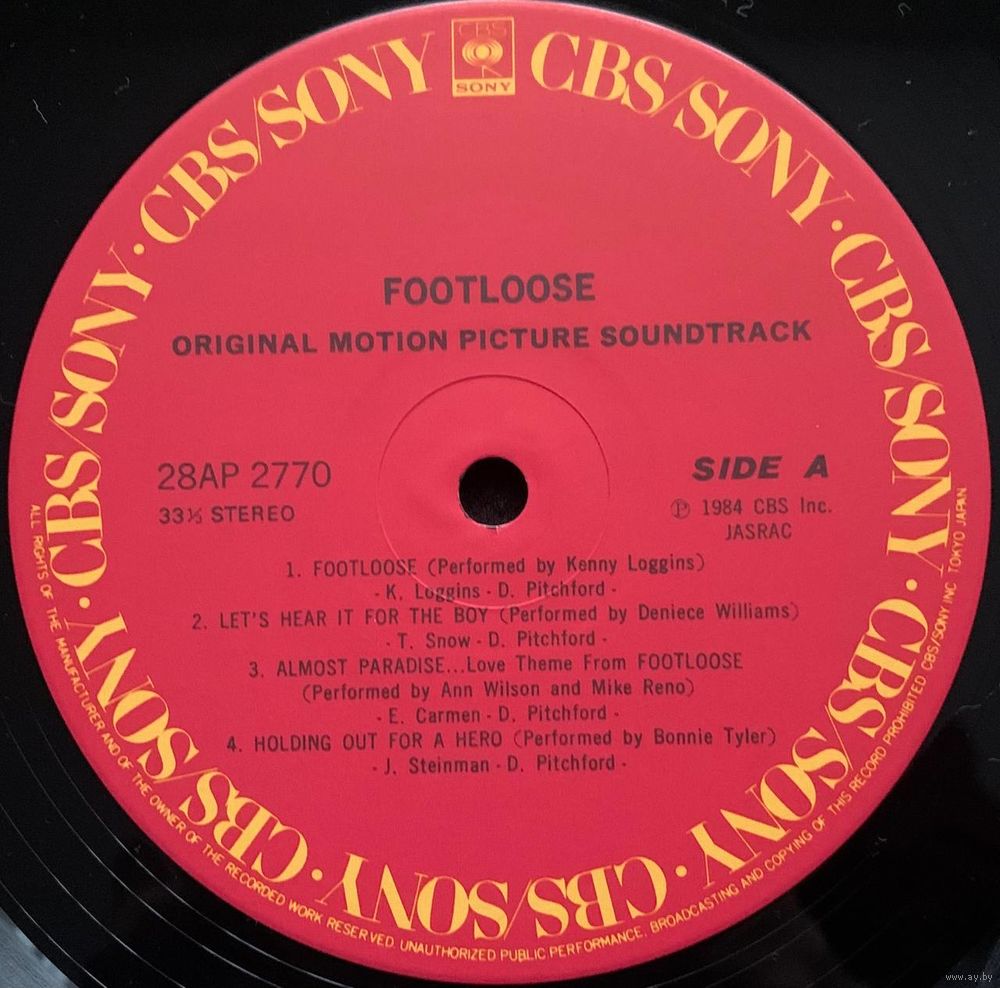 CBS
SONY
CBS/SONY · CBS/SONY · CBS/SONY · CBS/SONY · CBS/SONY · CBS/SONY · CBS/SONY · CBS/SONY
FOOTLOOSE
ORIGINAL MOTION PICTURE SOUNDTRACK
28AP 2770
SIDE A
33⅓ STEREO
℗ 1984 CBS Inc.
JASRAC
1. FOOTLOOSE (Performed by Kenny Loggins)
- K. Loggins - D. Pitchford -
2. LET'S HEAR IT FOR THE BOY (Performed by Deniece Williams)
- T. Snow - D. Pitchford -
3. ALMOST PARADISE...Love Theme From FOOTLOOSE
(Performed by Ann Wilson and Mike Reno)
- E. Carmen - D. Pitchford -
4. HOLDING OUT FOR A HERO (Performed by Bonnie Tyler)
- J. Steinman - D. Pitchford -
ALL RIGHTS OF THE MANUFACTURER AND OF THE OWNER OF THE RECORDED WORK RESERVED. UNAUTHORIZED PUBLIC PERFORMANCE, BROADCASTING AND COPYING OF THIS RECORD PROHIBITED CBS/SONY INC. TOKYO JAPAN
www.ay.by